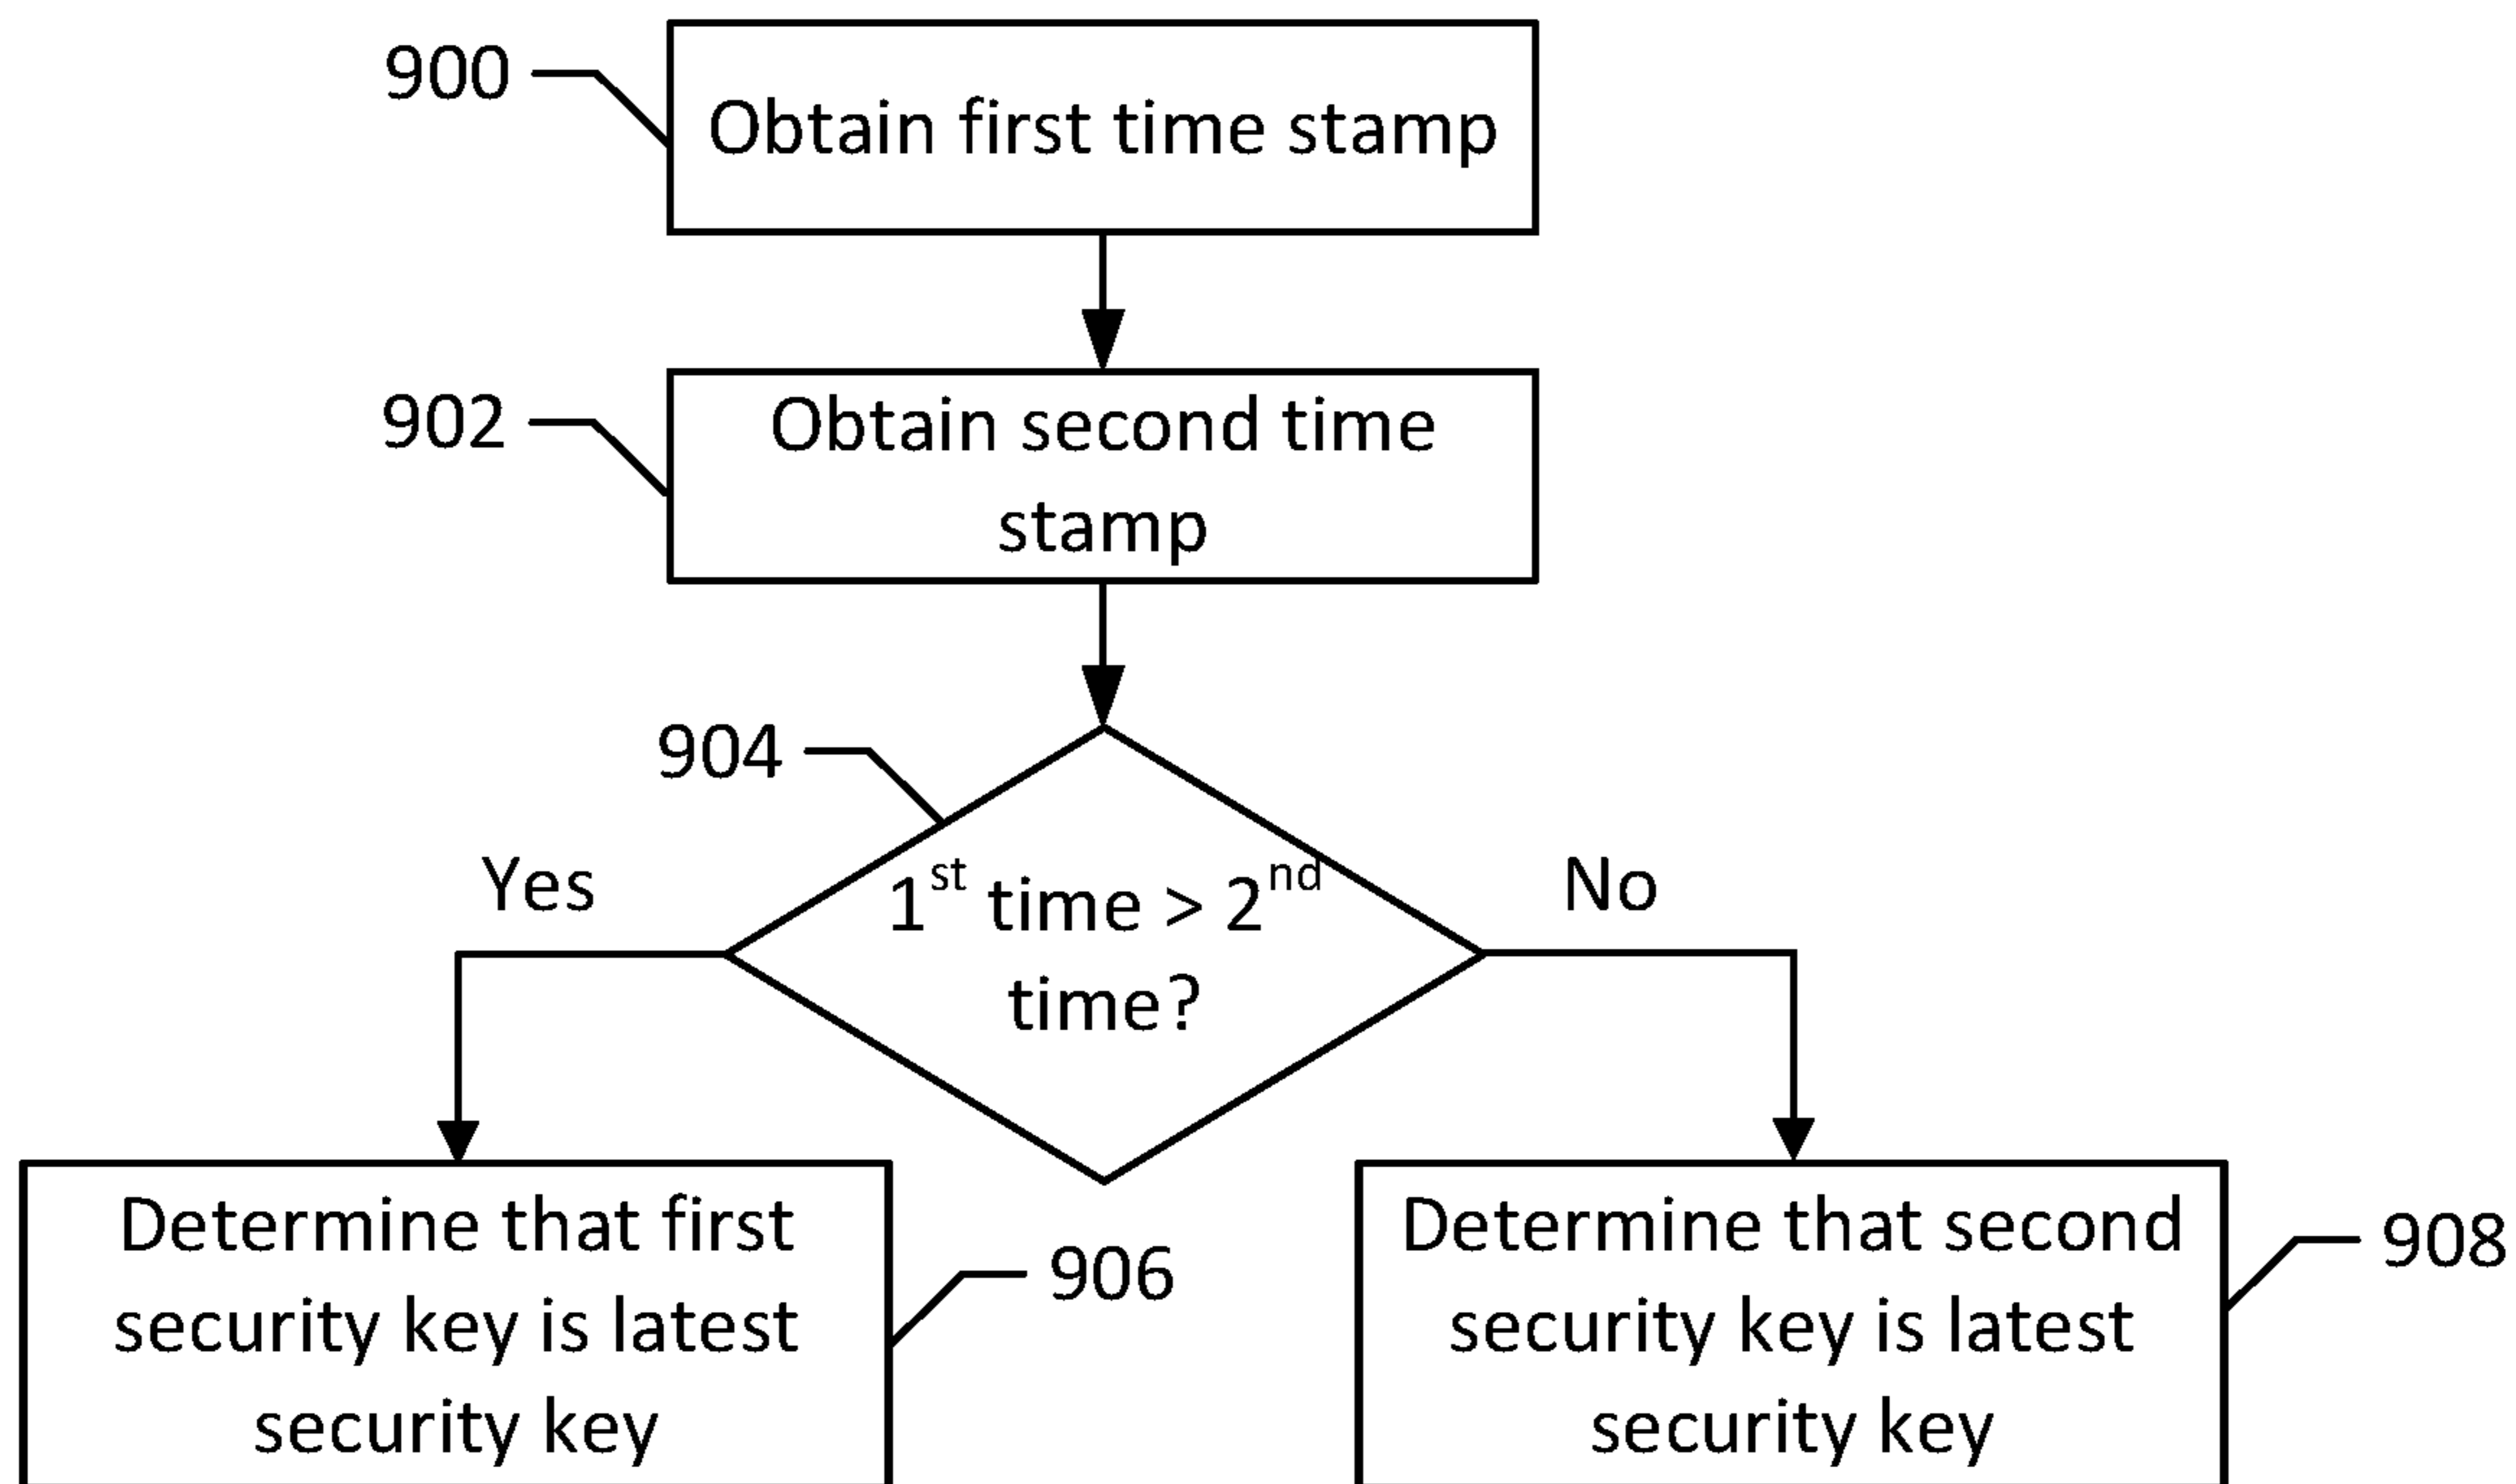 900
Obtain first time stamp
902
Obtain second time
stamp
904
Yes
1st time > 2nd
time?
No
Determine that first
security key is latest
security key
906
Determine that second
security key is latest
security key
908